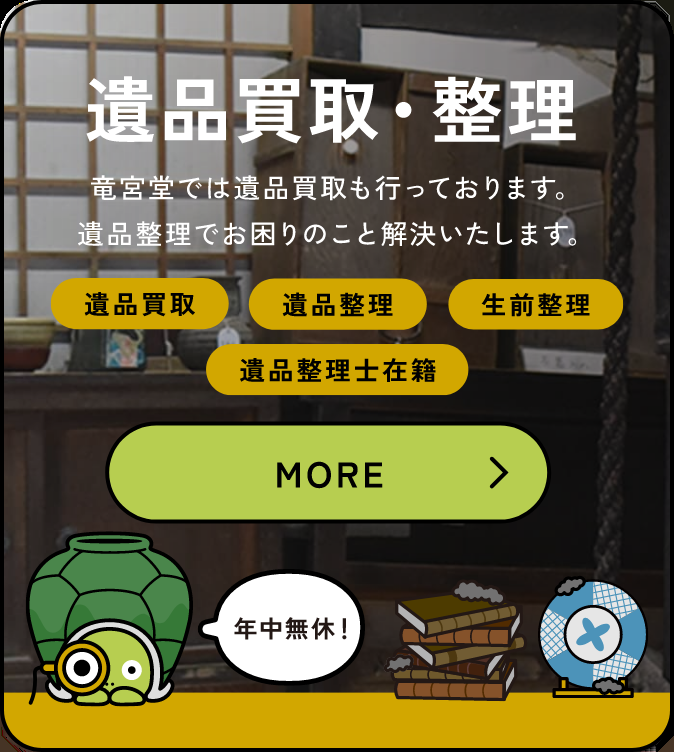 遺品買取・整理
竜宮堂では遺品買取も行っております。
遺品整理でお困りのこと解決いたします。
遺品買取 遺品整理 生前整理
遺品整理士在籍
MORE
年中無休!